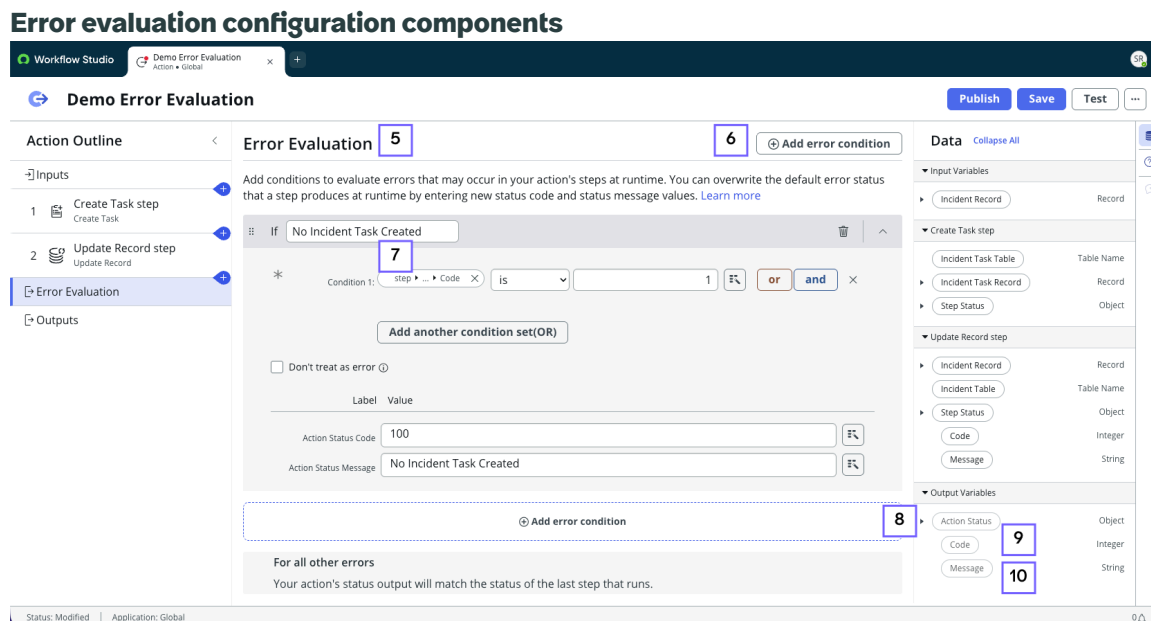 Error evaluation configuration components
Workflow Studio
Demo Error Evaluation
Action • Global
SR
Demo Error Evaluation
Publish
Save
Test
Action Outline
Inputs
1 Create Task step
Create Task
2 Update Record step
Update Record
Error Evaluation
Outputs
Error Evaluation 5
6 Add error condition
Add conditions to evaluate errors that may occur in your action's steps at runtime. You can overwrite the default error status
that a step produces at runtime by entering new status code and status message values. Learn more
If No Incident Task Created
7
Condition 1: step ▸ ... ▸ Code X is 1 or and
Add another condition set(OR)
Don't treat as error
Label Value
Action Status Code 100
Action Status Message No Incident Task Created
Add error condition
For all other errors
Your action's status output will match the status of the last step that runs.
Data Collapse All
Input Variables
Incident Record Record
Create Task step
Incident Task Table Table Name
Incident Task Record Record
Step Status Object
Update Record step
Incident Record Record
Incident Table Table Name
Step Status Object
Code Integer
Message String
Output Variables
8 Action Status Object
Code 9 Integer
Message 10 String
Status: Modified | Application: Global
0